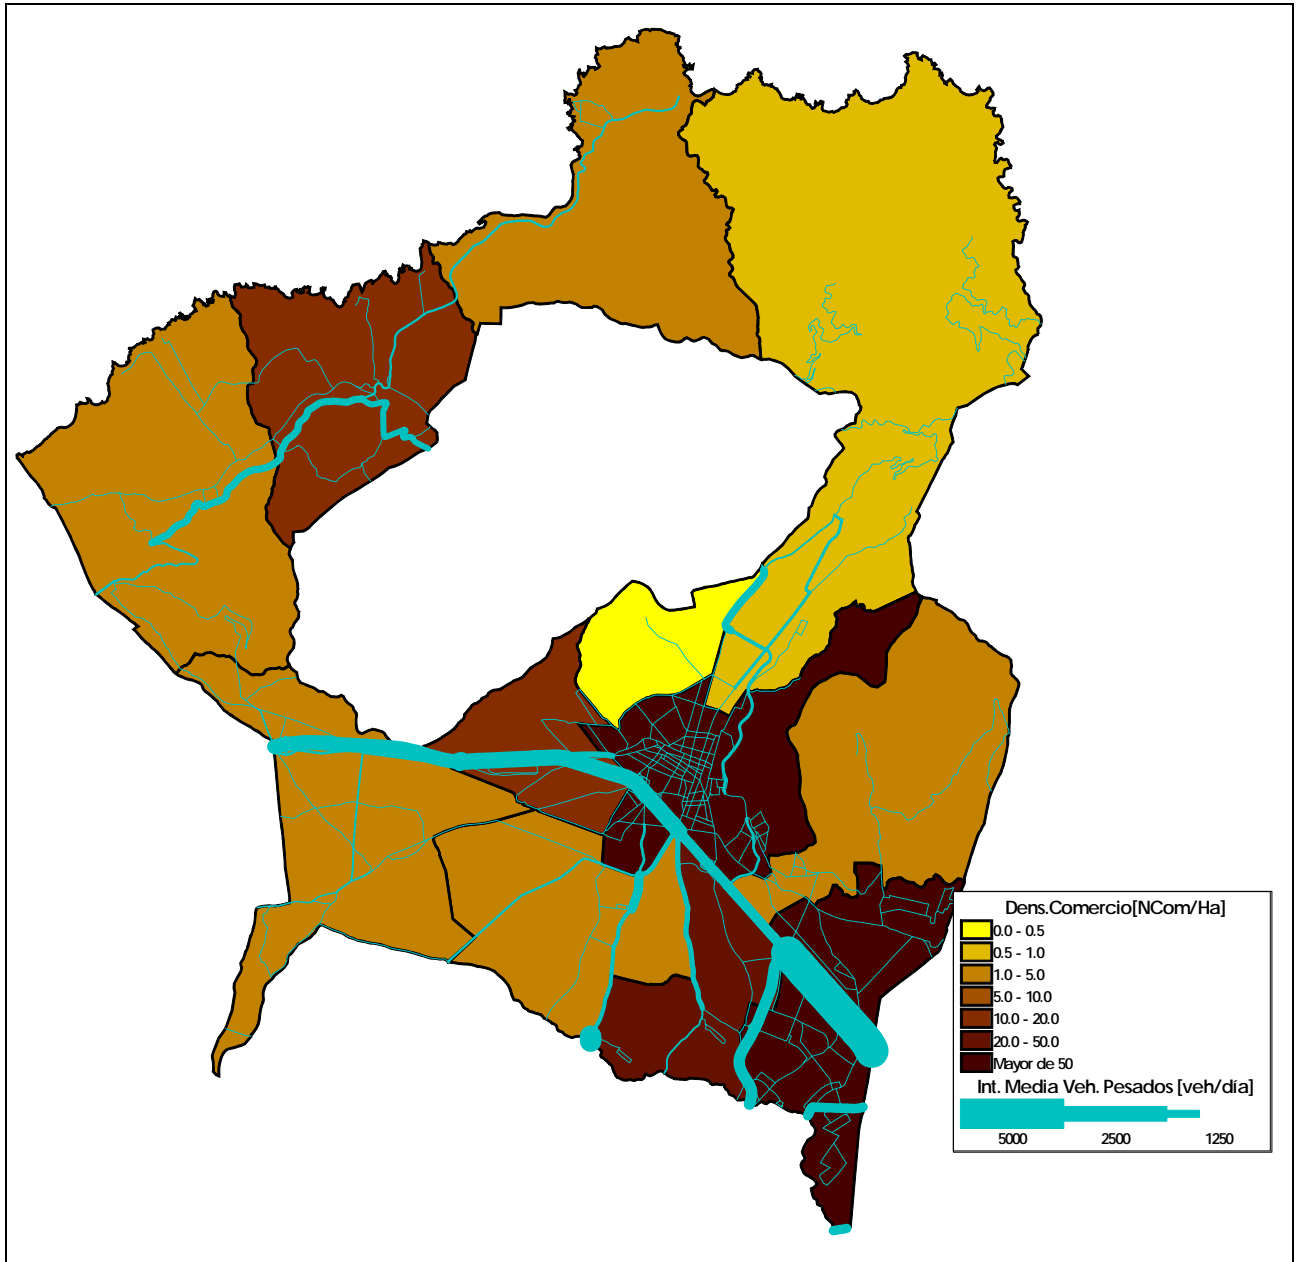 Dens.Comercio[NCom/Ha]
0.0 - 0.5
0.5 - 1.0
1.0 - 5.0
5.0 - 10.0
10.0 - 20.0
20.0 - 50.0
Mayor de 50
Int. Media Veh. Pesados [veh/día]
5000 2500 1250